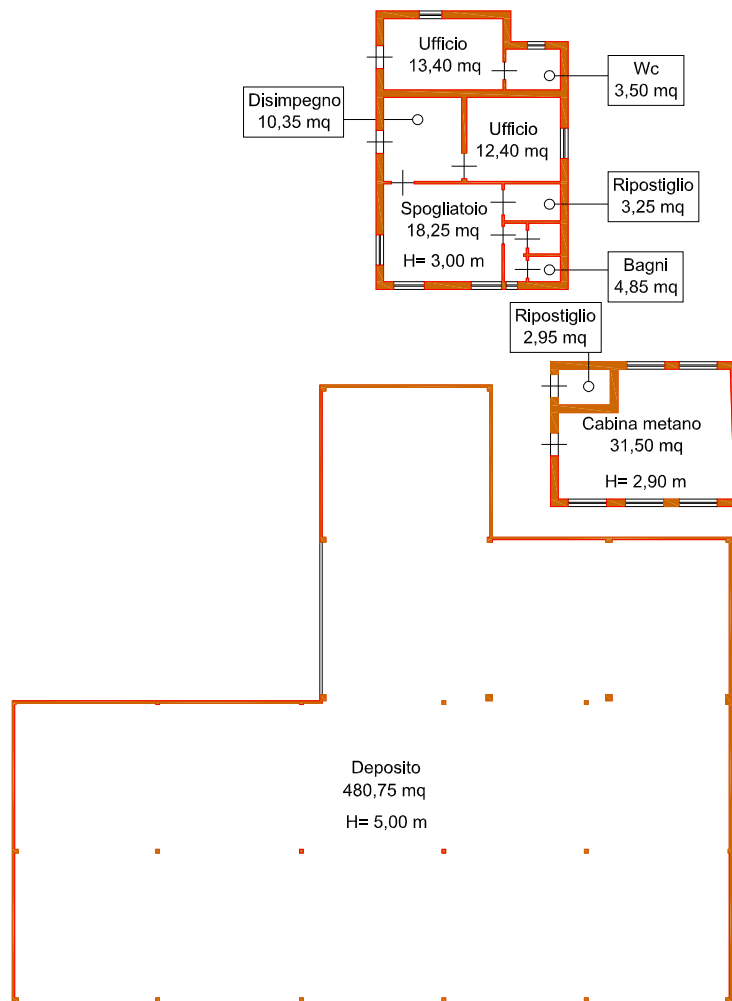 Ufficio
13,40 mq
Wc
3,50 mq
Disimpegno
10,35 mq
Ufficio
12,40 mq
Ripostiglio
3,25 mq
Spogliatoio
18,25 mq
H= 3,00 m
Bagni
4,85 mq
Ripostiglio
2,95 mq
Cabina metano
31,50 mq
H= 2,90 m
Deposito
480,75 mq
H= 5,00 m